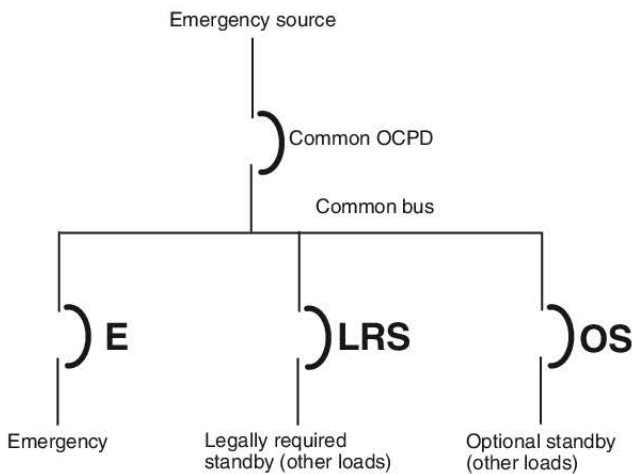 Emergency source
Common OCPD
Common bus
E
LRS
OS
Emergency
Legally required
standby (other loads)
Optional standby
(other loads)